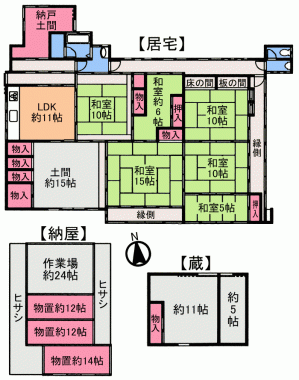 【居宅】
納戸
土間
LDK
約11帖
和室
10帖
物入
和室約6帖
押入
物入
床の間
板の間
和室
10帖
縁側
物入
物入
物入
物入
土間
約15帖
和室
15帖
和室
10帖
和室5帖
押入
縁側
【納屋】
N
【蔵】
ヒサシ
作業場
約24帖
ヒサシ
物置約12帖
物置約12帖
物置約14帖
物入
約11帖
約5帖